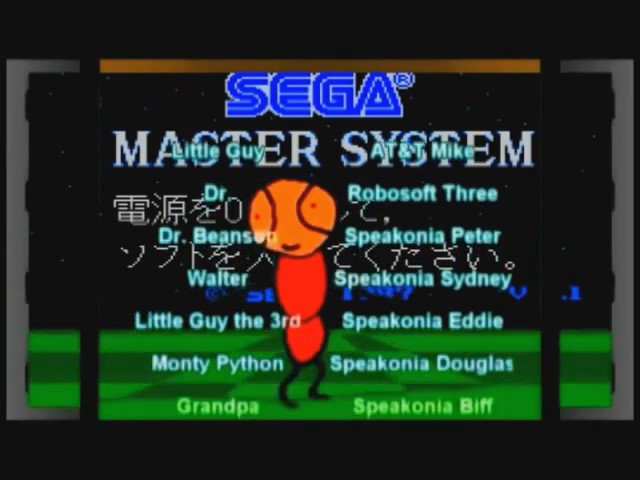 SEGA®
MASTER SYSTEM
Little Guy AT&T Mike
Dr Robosoft Three
電源を
Dr. Beanson Speakonia Peter
ソフトを ください。
Walter Speakonia Sydney
Little Guy the 3rd Speakonia Eddie
Monty Python Speakonia Douglas
Grandpa Speakonia Biff